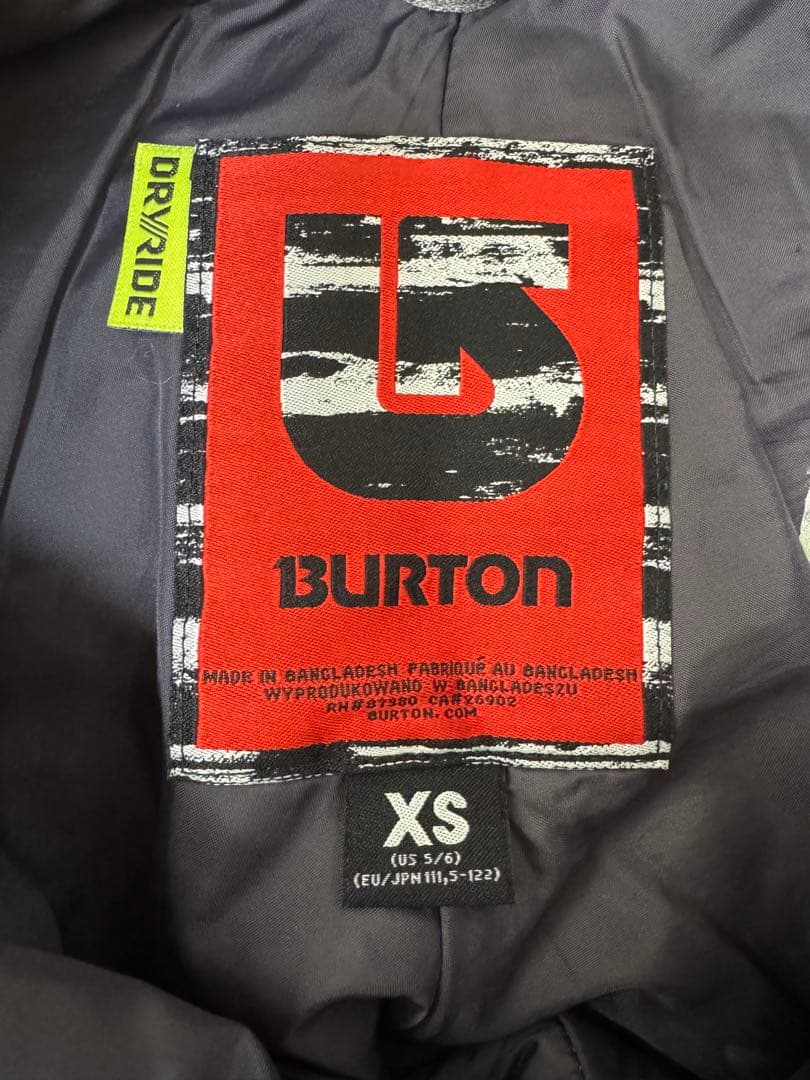 DRY//RIDE
BURTON
MADE IN BANGLADESH FABRIQUÉ AU BANGLADESH
WYPRODUKOWANO W BANGLADESZU
RN#87380 CA#26902
BURTON.COM
XS
(US 5/6)
(EU/JPN 111,5-122)